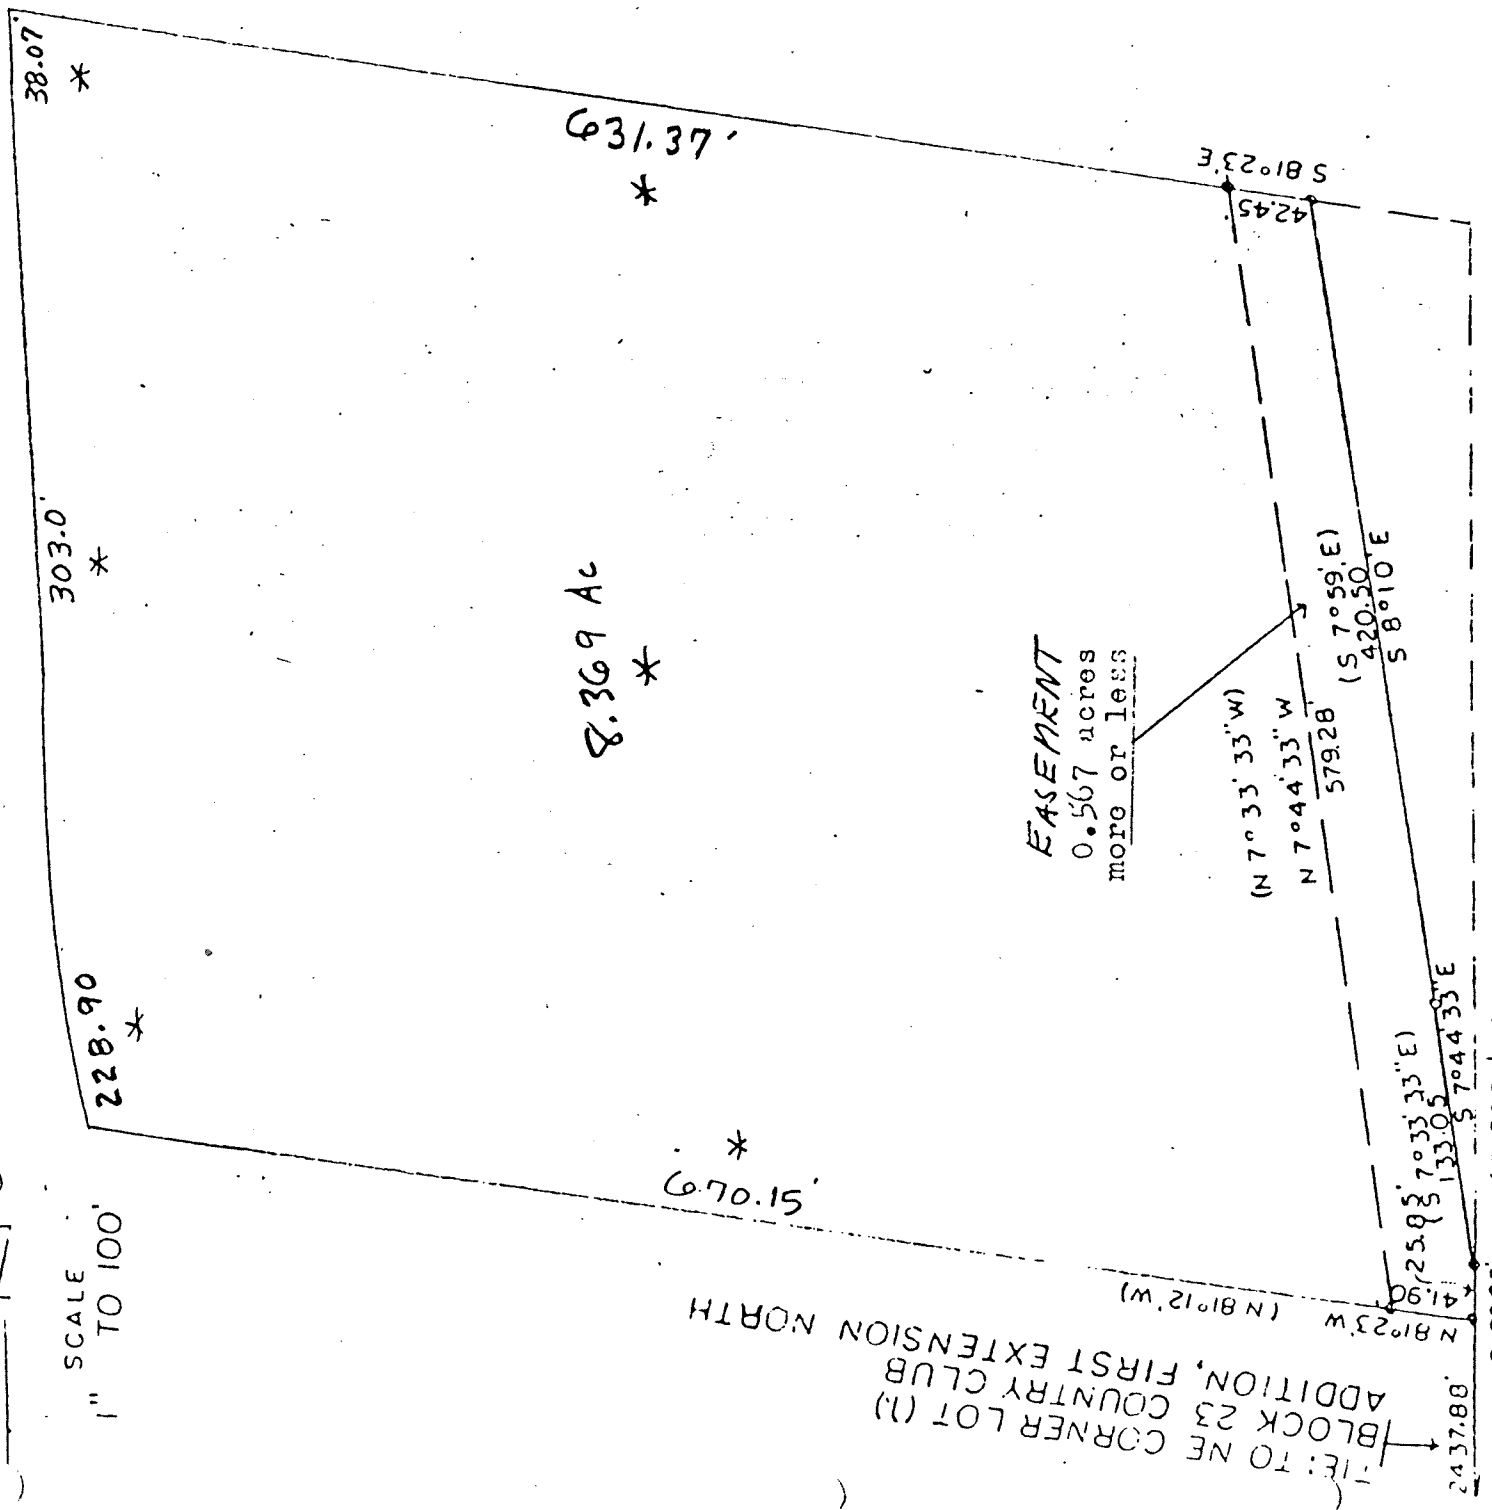 38.07'
*
303.0'
*
228.90
*
631.37'
*
8.369 Ac
*
670.15'
*
SCALE
1" TO 100'
S 81°23'E
42.45'
EASEMENT
0.567 acres
more or less
(N 7°33'33"W)
N 7°44'33"W
579.28'
(S 7°59'E)
420.50
S 8°10'E
25.85'
(S 7°33'33"E)
133.05
S 7°44'33"E
41.90'
N 81°23'W
(N 81°12'W)
TIE: TO NE CORNER LOT (1)
BLOCK 23 COUNTRY CLUB
ADDITION, FIRST EXTENSION NORTH
2437.88'